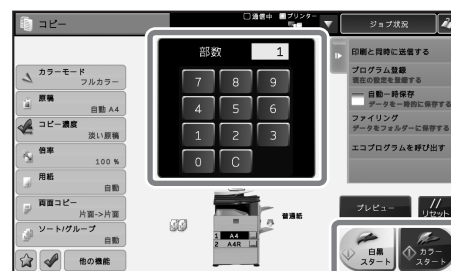 コピー
通信中
プリンター
ジョブ状況
カラーモード
フルカラー
原稿
自動 A4
コピー濃度
淡い原稿
倍率
100 %
用紙
自動
両面コピー
片面->片面
ソート/グループ
自動
他の機能
部数
1
7 8 9
4 5 6
1 2 3
0 C
1 A4
2 A4R
普通紙
印刷と同時に送信する
プログラム登録
現在の設定を登録する
自動一時保存
データを一時的に保存する
ファイリング
データをフォルダーに保存する
エコプログラムを呼び出す
プレビュー
リセット
白黒
スタート
カラー
スタート